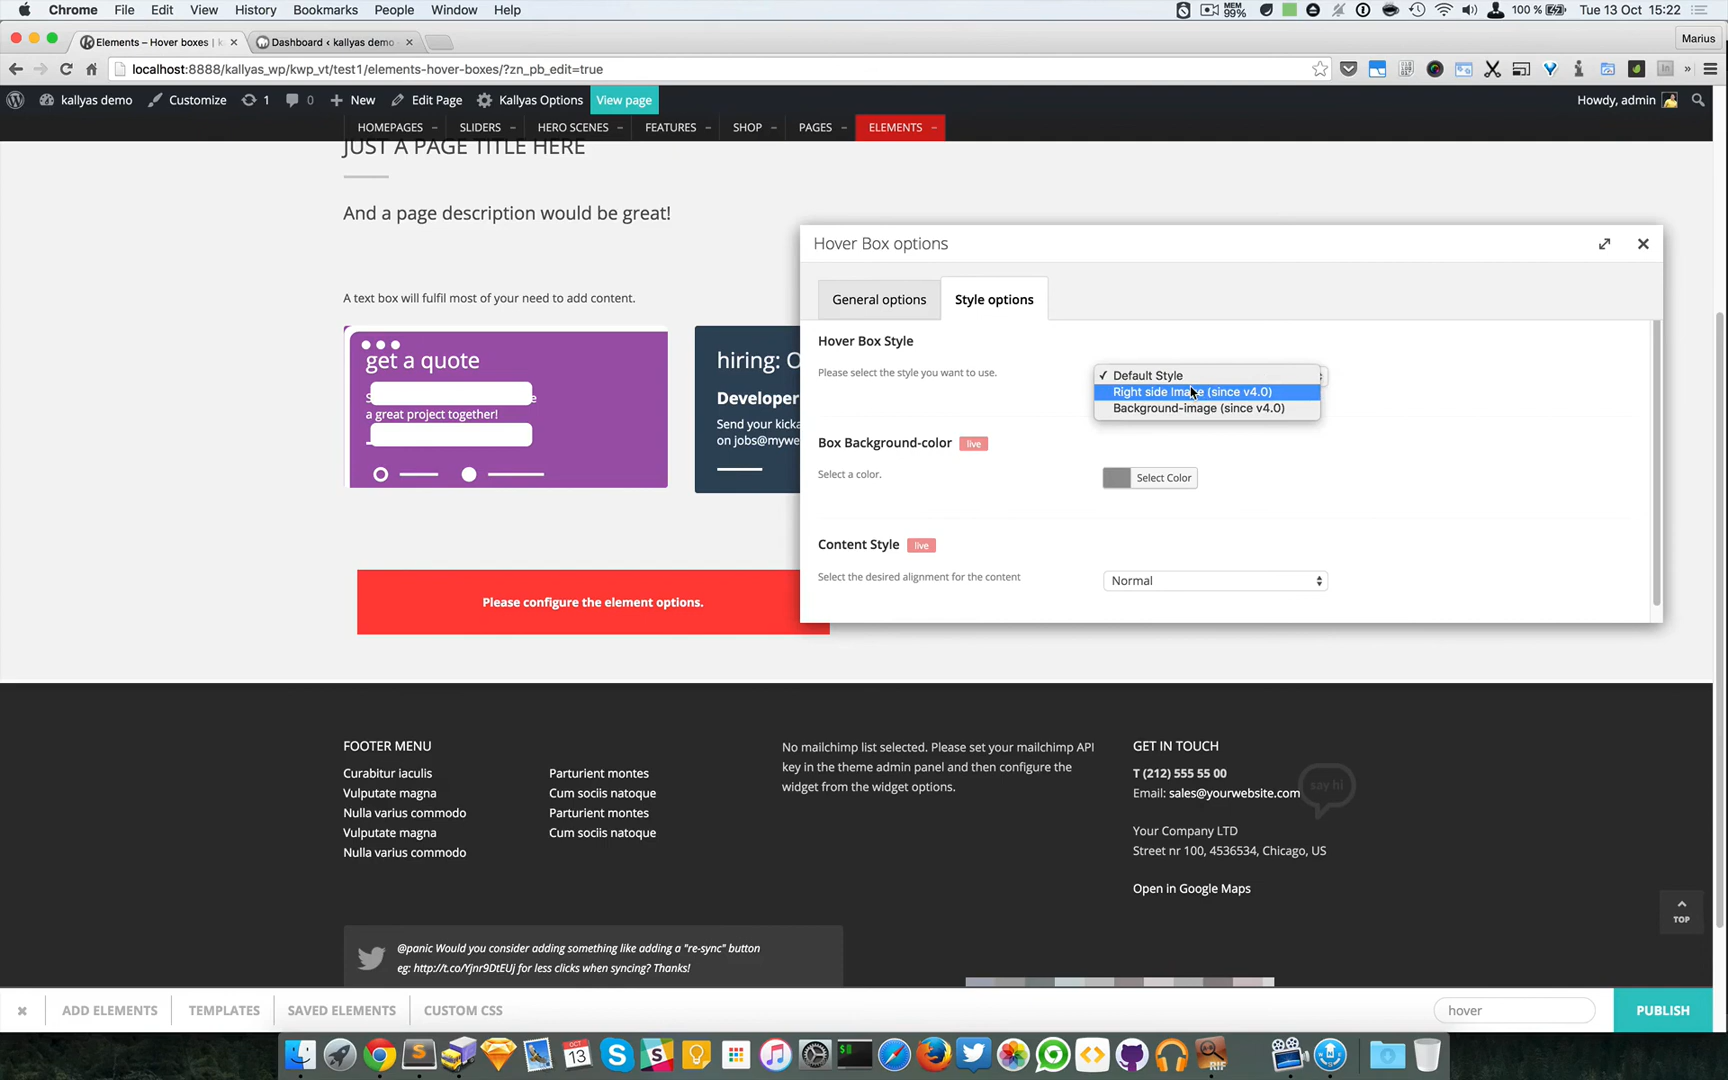 Chrome File Edit View History Bookmarks People Window Help MEM 99% 100 % Tue 13 Oct 15:22
Elements – Hover boxes | k Dashboard ‹ kallyas demo Marius
localhost:8888/kallyas_wp/kwp_vt/test1/elements-hover-boxes/?zn_pb_edit=true
kallyas demo Customize 1 0 New Edit Page Kallyas Options View page Howdy, admin
HOMEPAGES SLIDERS HERO SCENES FEATURES SHOP PAGES ELEMENTS
JUST A PAGE TITLE HERE
And a page description would be great!
A text box will fulfil most of your need to add content.
get a quote
a great project together!
hiring: O
Developer
Send your kicka
on jobs@mywe
Please configure the element options.
Hover Box options
General options Style options
Hover Box Style
Please select the style you want to use.
✓ Default Style
Right side Image (since v4.0)
Background-image (since v4.0)
Box Background-color live
Select a color.
Select Color
Content Style live
Select the desired alignment for the content
Normal
FOOTER MENU
Curabitur iaculis
Vulputate magna
Nulla varius commodo
Vulputate magna
Nulla varius commodo
Parturient montes
Cum sociis natoque
Parturient montes
Cum sociis natoque
No mailchimp list selected. Please set your mailchimp API
key in the theme admin panel and then configure the
widget from the widget options.
GET IN TOUCH
T (212) 555 55 00
Email: sales@yourwebsite.com
say hi
Your Company LTD
Street nr 100, 4536534, Chicago, US
Open in Google Maps
TOP
@panic Would you consider adding something like adding a "re-sync" button
eg: http://t.co/Yjnr9DtEUj for less clicks when syncing? Thanks!
ADD ELEMENTS TEMPLATES SAVED ELEMENTS CUSTOM CSS hover PUBLISH
13
RIF